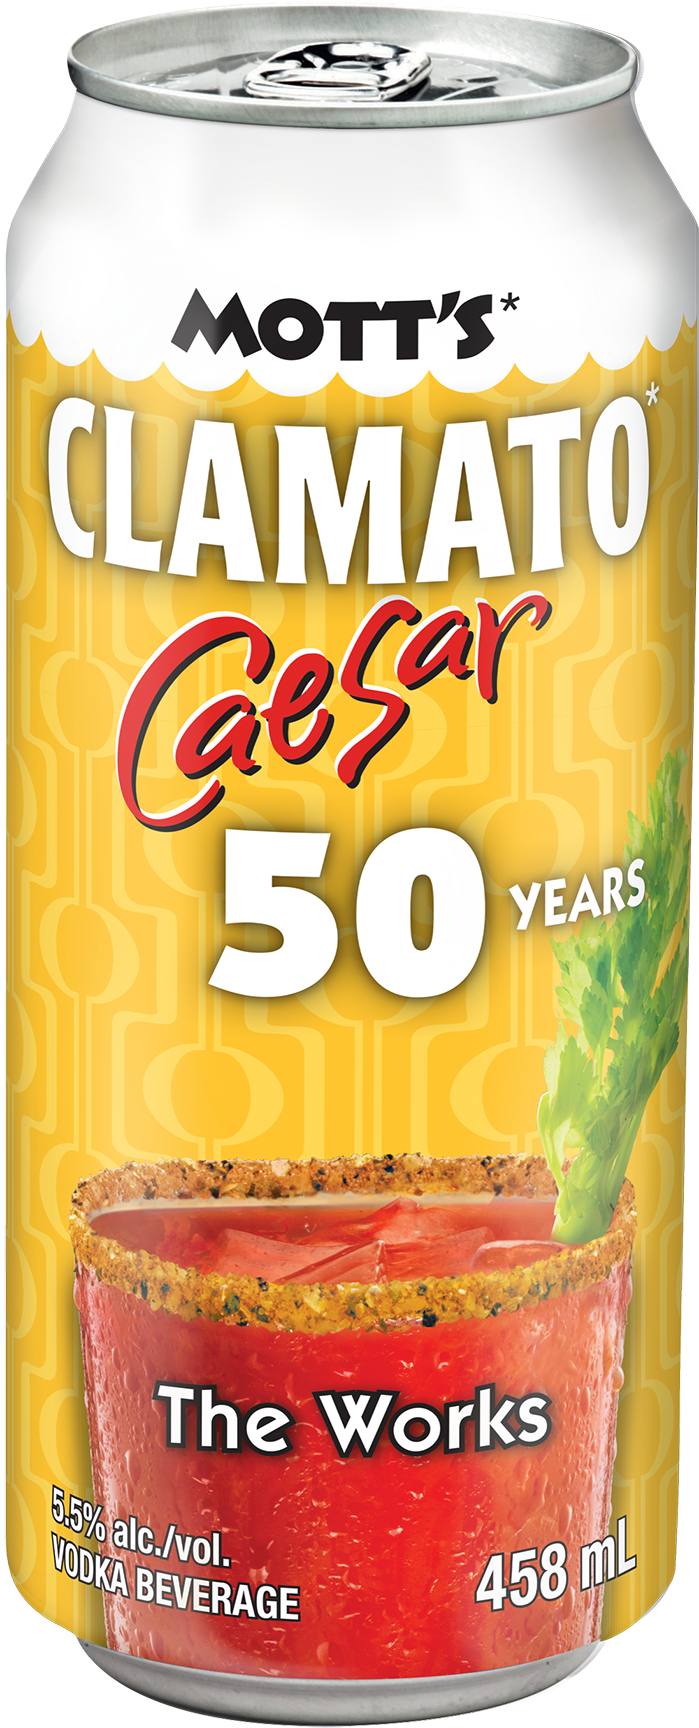 MOTT'S*
CLAMATO*
Caesar
50 YEARS
The Works
5.5% alc./vol.
VODKA BEVERAGE
458 mL